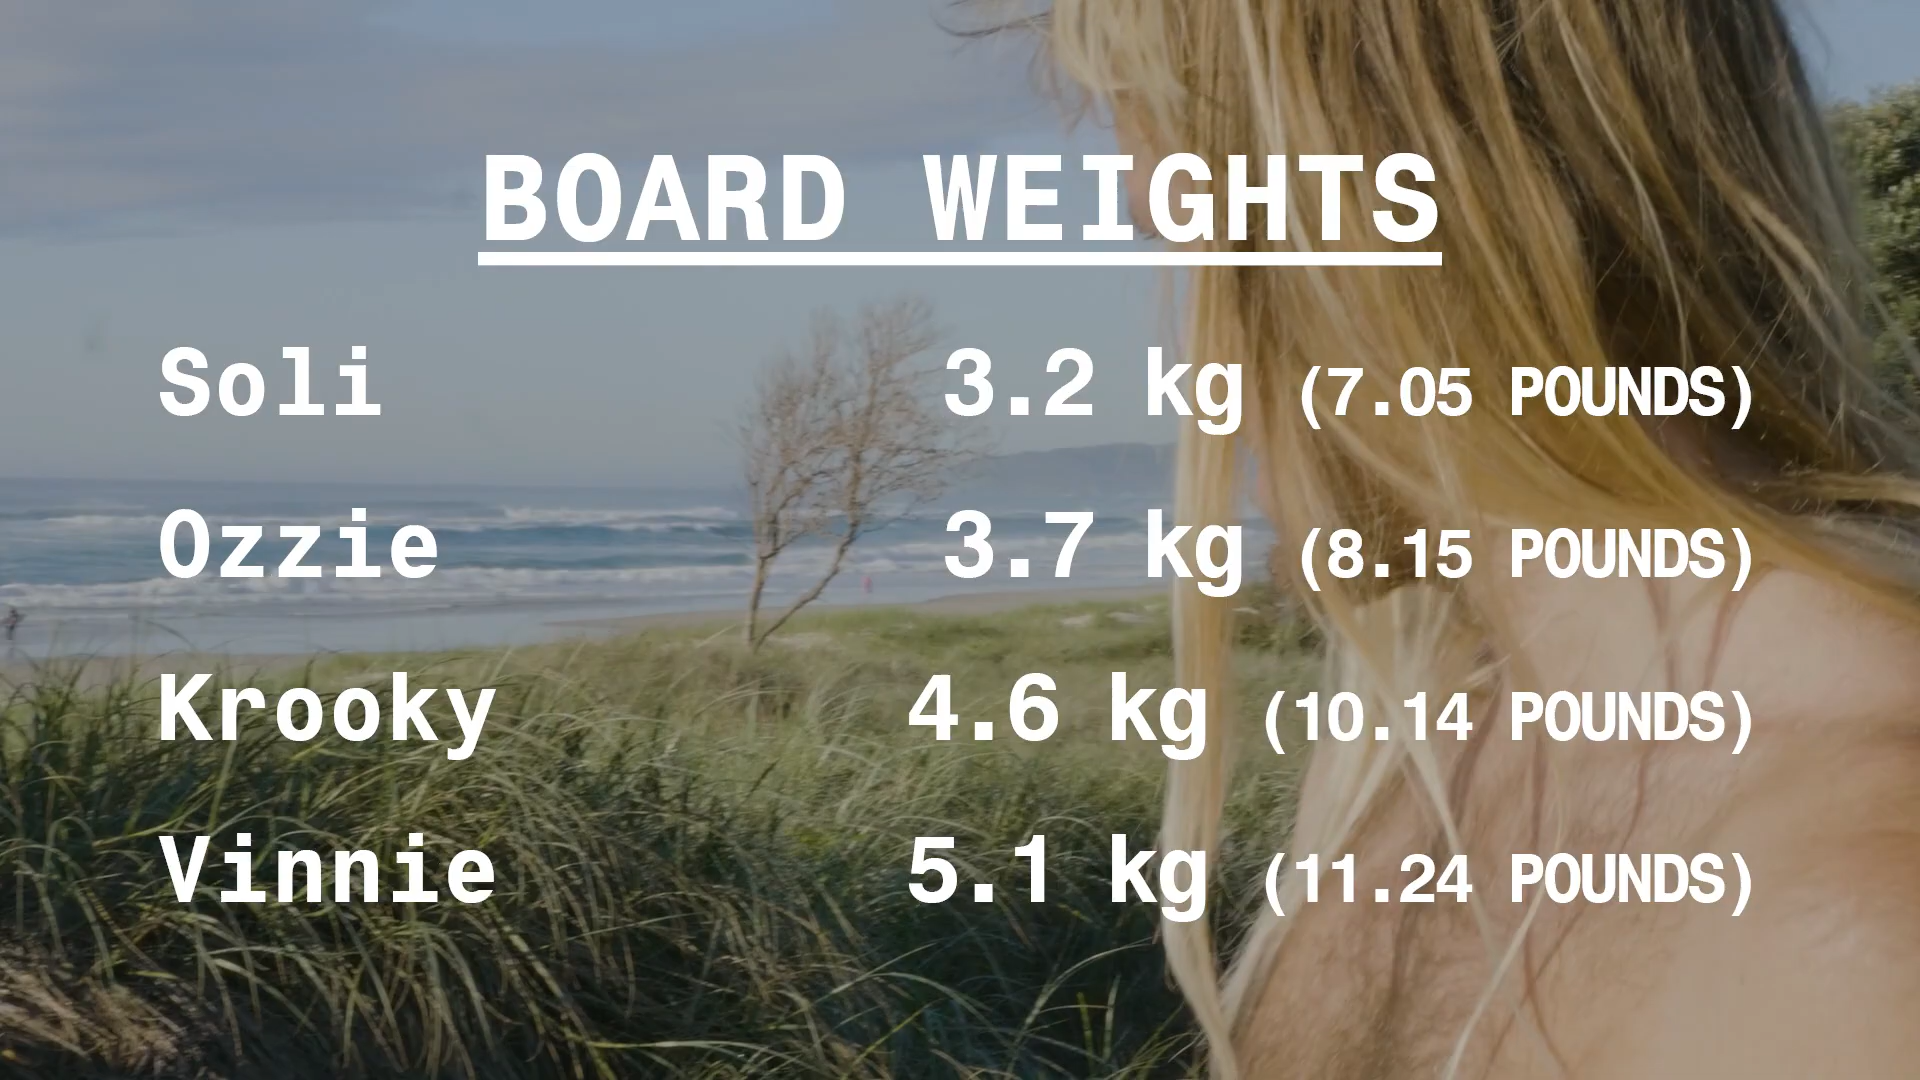 BOARD WEIGHTS
Soli 3.2 kg (7.05 POUNDS)
Ozzie 3.7 kg (8.15 POUNDS)
Krooky 4.6 kg (10.14 POUNDS)
Vinnie 5.1 kg (11.24 POUNDS)